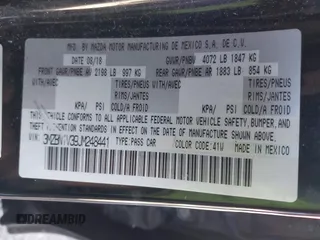 MFD. BY MAZDA MOTOR MANUFACTURING DE MEXICO S.A. DE C.V.
DATE 08/18 GVWR/PNBV 4072 LB 1847 KG
FRONT GAWR/PNBE AV 2198 LB 997 KG REAR GAWR/PNBE AR 1883 LB 854 KG
WITH/AVEC TIRES/PNEUS WITH/AVEC TIRES/PNEUS
RIMS/JANTES RIMS/JANTES
KPA/ PSI COLD/A FROID KPA/ PSI COLD/A FROID
THIS VEHICLE CONFORMS TO ALL APPLICABLE FEDERAL MOTOR VEHICLE SAFETY, BUMPER, AND
THEFT PREVENTION STANDARDS IN EFFECT ON THE DATE OF MANUFACTURE SHOWN ABOVE.
TYPE: PASS CAR COLOR/CODE: 41W
MADE IN MEXICO
DREAMBID